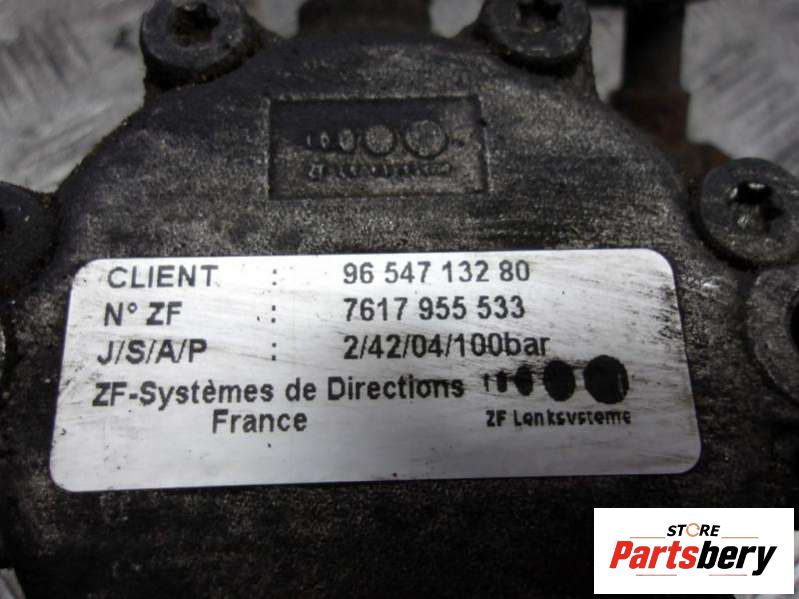 CLIENT : 96 547 132 80
N° ZF : 7617 955 533
J/S/A/P : 2/42/04/100bar
ZF-Systèmes de Directions
France
ZF Lenksysteme
STORE
Partsbery